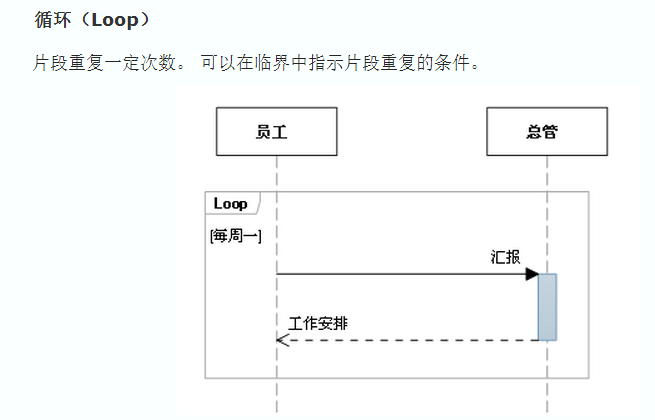 循环（Loop）
片段重复一定次数。 可以在临界中指示片段重复的条件。
员工
总管
Loop
[每周一]
汇报
工作安排